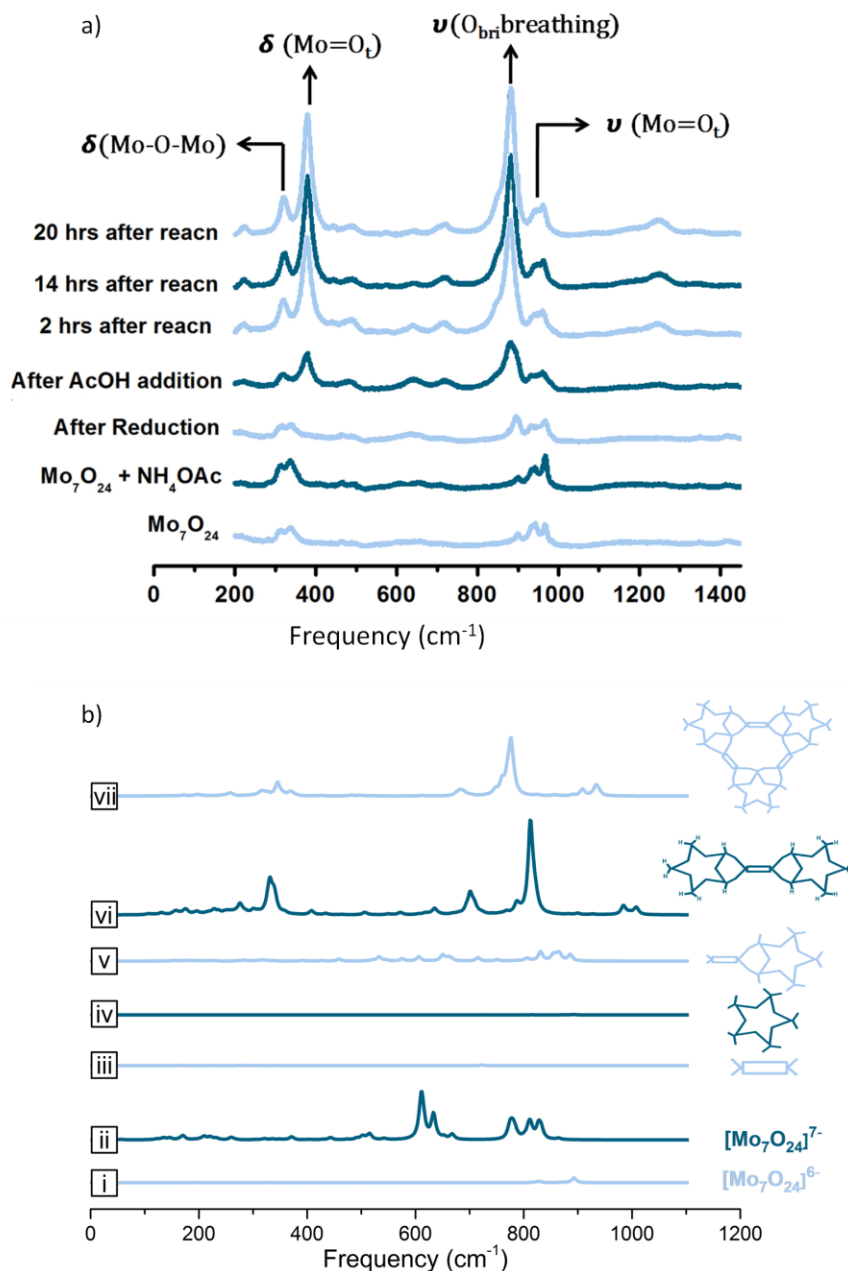 a)
δ (Mo=Oₜ)
υ(O_bri breathing)
δ(Mo-O-Mo)
υ (Mo=Oₜ)
20 hrs after reacn
14 hrs after reacn
2 hrs after reacn
After AcOH addition
After Reduction
Mo₇O₂₄ + NH₄OAc
Mo₇O₂₄
0 200 400 600 800 1000 1200 1400
Frequency (cm⁻¹)
b)
vii
vi
H H H H H H H H H H
v
iv
iii
ii
[Mo₇O₂₄]⁷⁻
i
[Mo₇O₂₄]⁶⁻
0 200 400 600 800 1000 1200
Frequency (cm⁻¹)